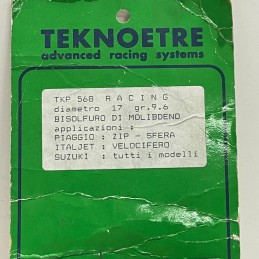 TEKNOETRE
advanced racing systems
TKP 568 RACING
diametro 17 gr.9.6
BISOLFURO DI MOLIBDENO
applicazioni :
PIAGGIO : ZIP - SFERA
ITALJET : VELOCIFERO
SUZUKI : tutti i modelli